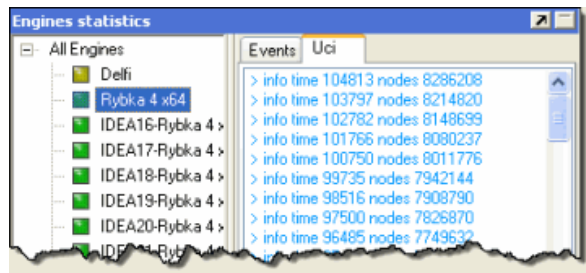 Engines statistics
All Engines
Delfi
Rybka 4 x64
IDEA16-Rybka 4
IDEA17-Rybka 4
IDEA18-Rybka 4
IDEA19-Rybka 4
IDEA20-Rybka 4
Events Uci
> info time 104813 nodes 8286208
> info time 103797 nodes 8214820
> info time 102782 nodes 8148699
> info time 101766 nodes 8080237
> info time 100750 nodes 8011776
> info time 99735 nodes 7942144
> info time 98516 nodes 7908790
> info time 97500 nodes 7826870
> info time 96485 nodes 7749632